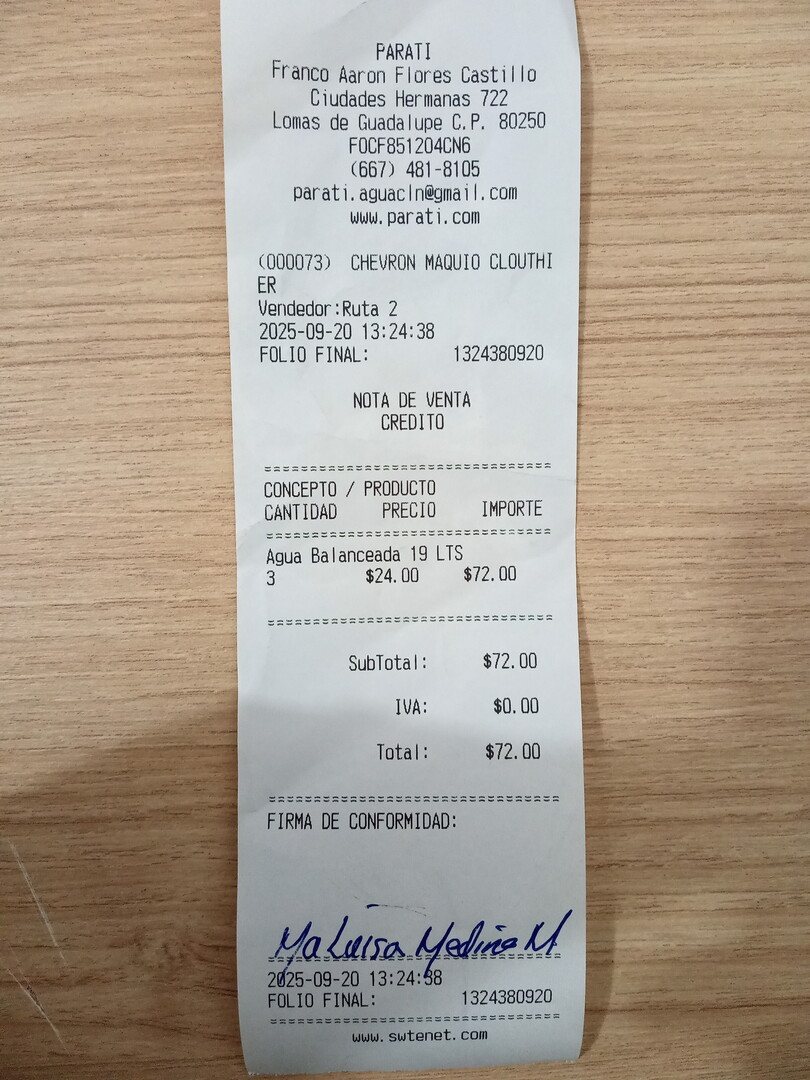 PARATI
Franco Aaron Flores Castillo
Ciudades Hermanas 722
Lomas de Guadalupe C.P. 80250
FOCF851204CN6
(667) 481-8105
parati.aguacln@gmail.com
www.parati.com
(000073) CHEVRON MAQUIO CLOUTHI
ER
Vendedor:Ruta 2
2025-09-20 13:24:38
FOLIO FINAL: 1324380920
NOTA DE VENTA
CREDITO
================================
CONCEPTO / PRODUCTO
CANTIDAD PRECIO IMPORTE
================================
Agua Balanceada 19 LTS
3 $24.00 $72.00
================================
SubTotal: $72.00
IVA: $0.00
Total: $72.00
================================
FIRMA DE CONFORMIDAD:
Ma Luisa Medina M
================================
2025-09-20 13:24:38
FOLIO FINAL: 1324380920
================================
www.swtenet.com